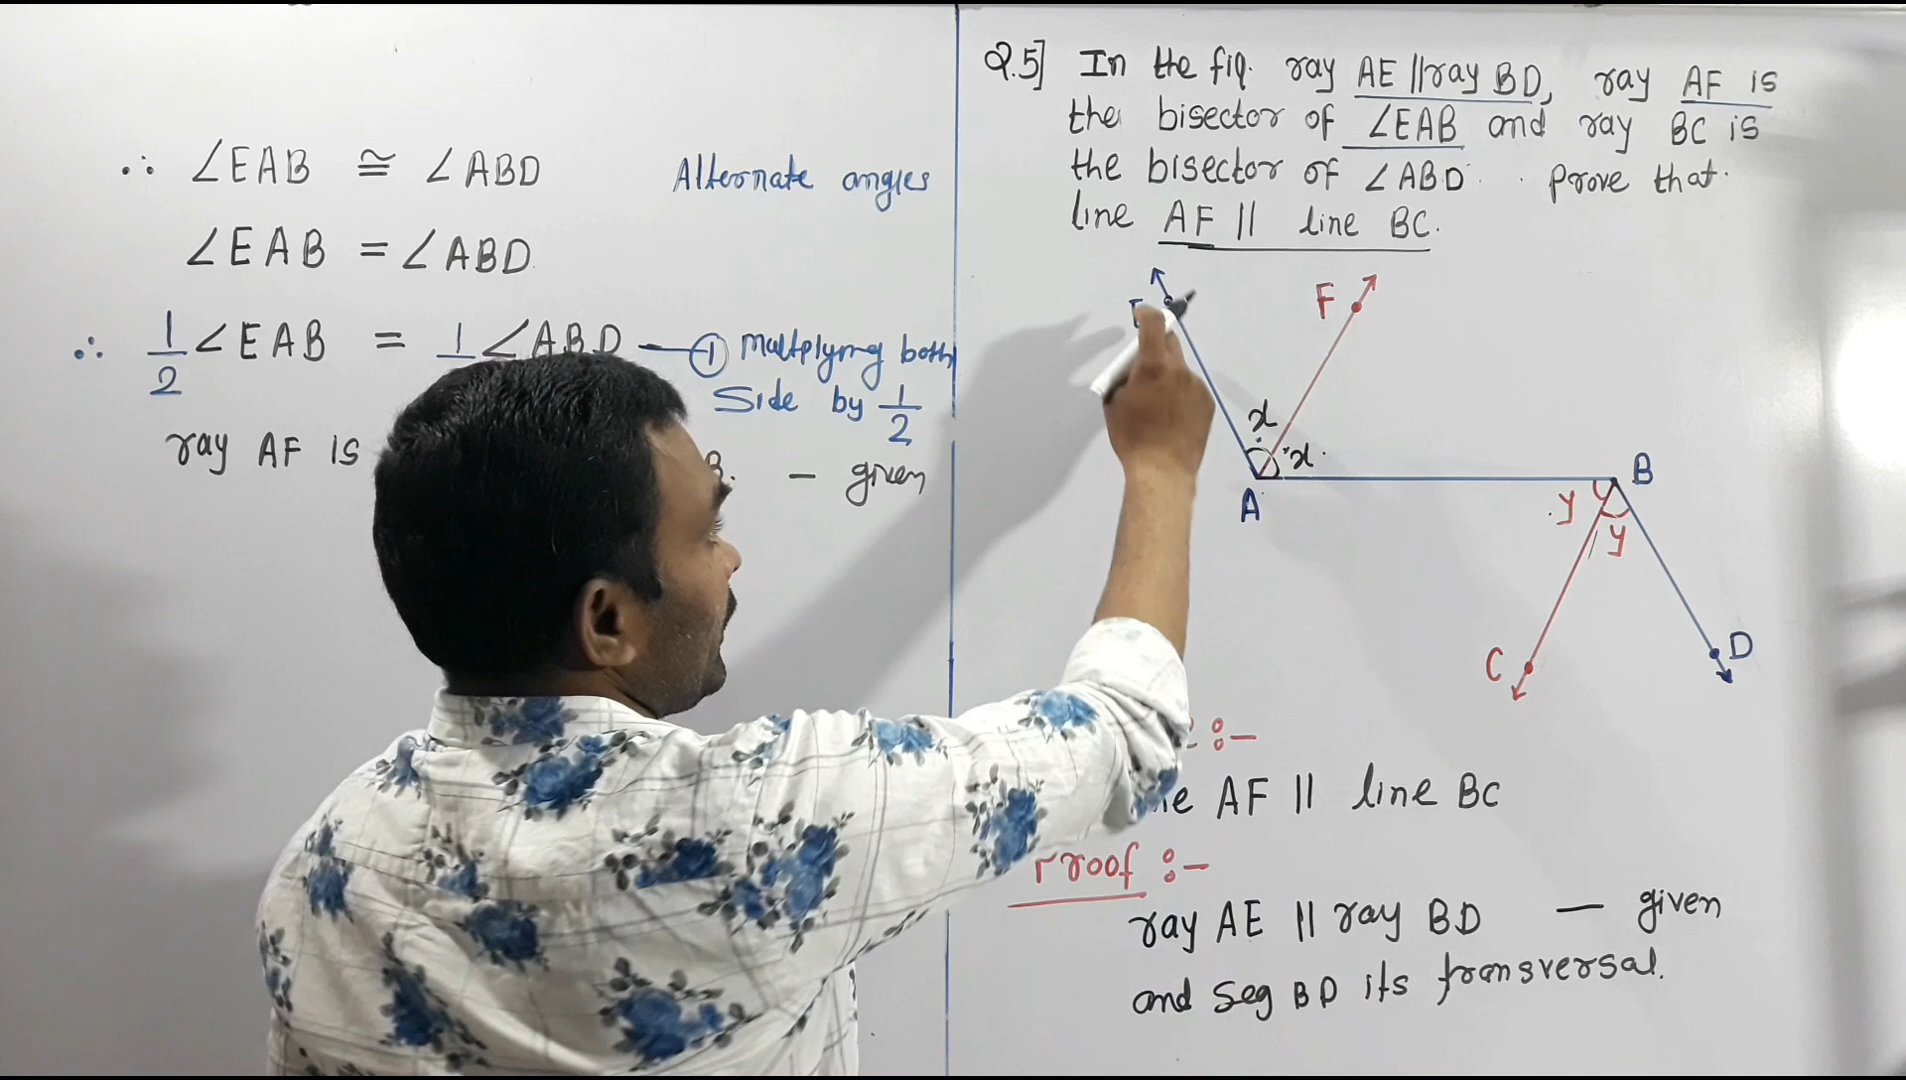 Q.5] In the fig. ray AE || ray BD, ray AF is
the bisector of ∠EAB and ray BC is
the bisector of ∠ABD. prove that.
line AF || line BC.
F
x
x
A
B
y
y
C
D
:-
AF || line BC
Proof :-
ray AE || ray BD — given
and seg BD its transversal.
∴ ∠EAB ≅ ∠ABD Alternate angles
∠EAB = ∠ABD
∴ 1/2 ∠EAB = 1 ∠ABD — ① Multplying both
Side by 1/2
ray AF is B. — given